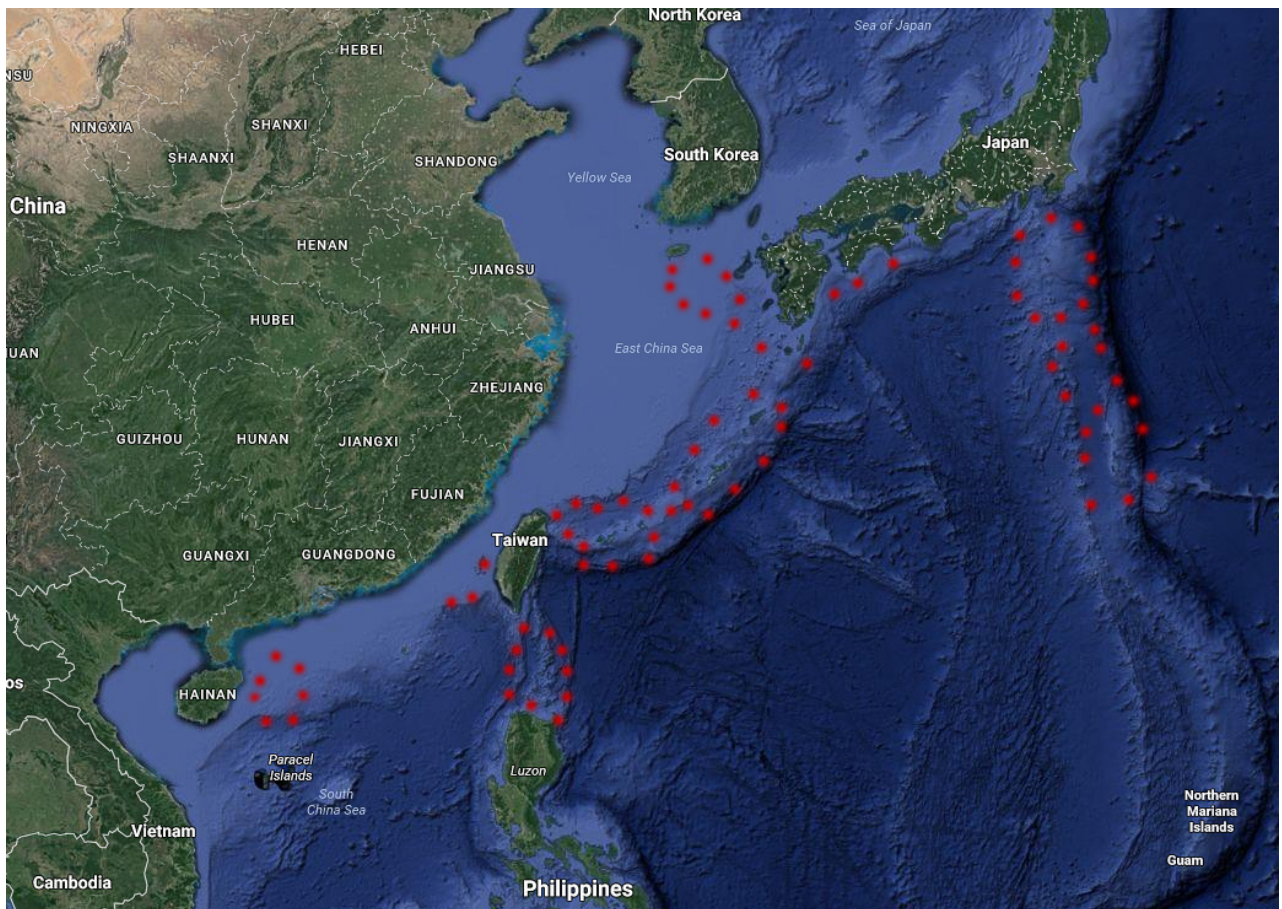 North Korea
Sea of Japan
HEBEI
NSU
NINGXIA
SHANXI
SHAANXI
SHANDONG
South Korea
Japan
Yellow Sea
China
HENAN
JIANGSU
HUBEI
ANHUI
UAN
East China Sea
ZHEJIANG
GUIZHOU
HUNAN
JIANGXI
FUJIAN
Taiwan
GUANGXI
GUANGDONG
os
HAINAN
Paracel
Islands
Luzon
South
China Sea
Northern
Mariana
Islands
Vietnam
Guam
Cambodia
Philippines